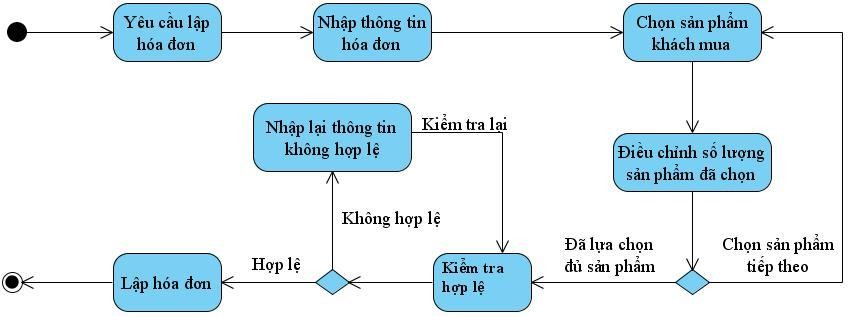 Yêu cầu lập
hóa đơn
Nhập thông tin
hóa đơn
Chọn sản phẩm
khách mua
Nhập lại thông tin
không hợp lệ
Kiểm tra lại
Điều chỉnh số lượng
sản phẩm đã chọn
Không hợp lệ
Đã lựa chọn
đủ sản phẩm
Chọn sản phẩm
tiếp theo
Hợp lệ
Kiểm tra
hợp lệ
Lập hóa đơn